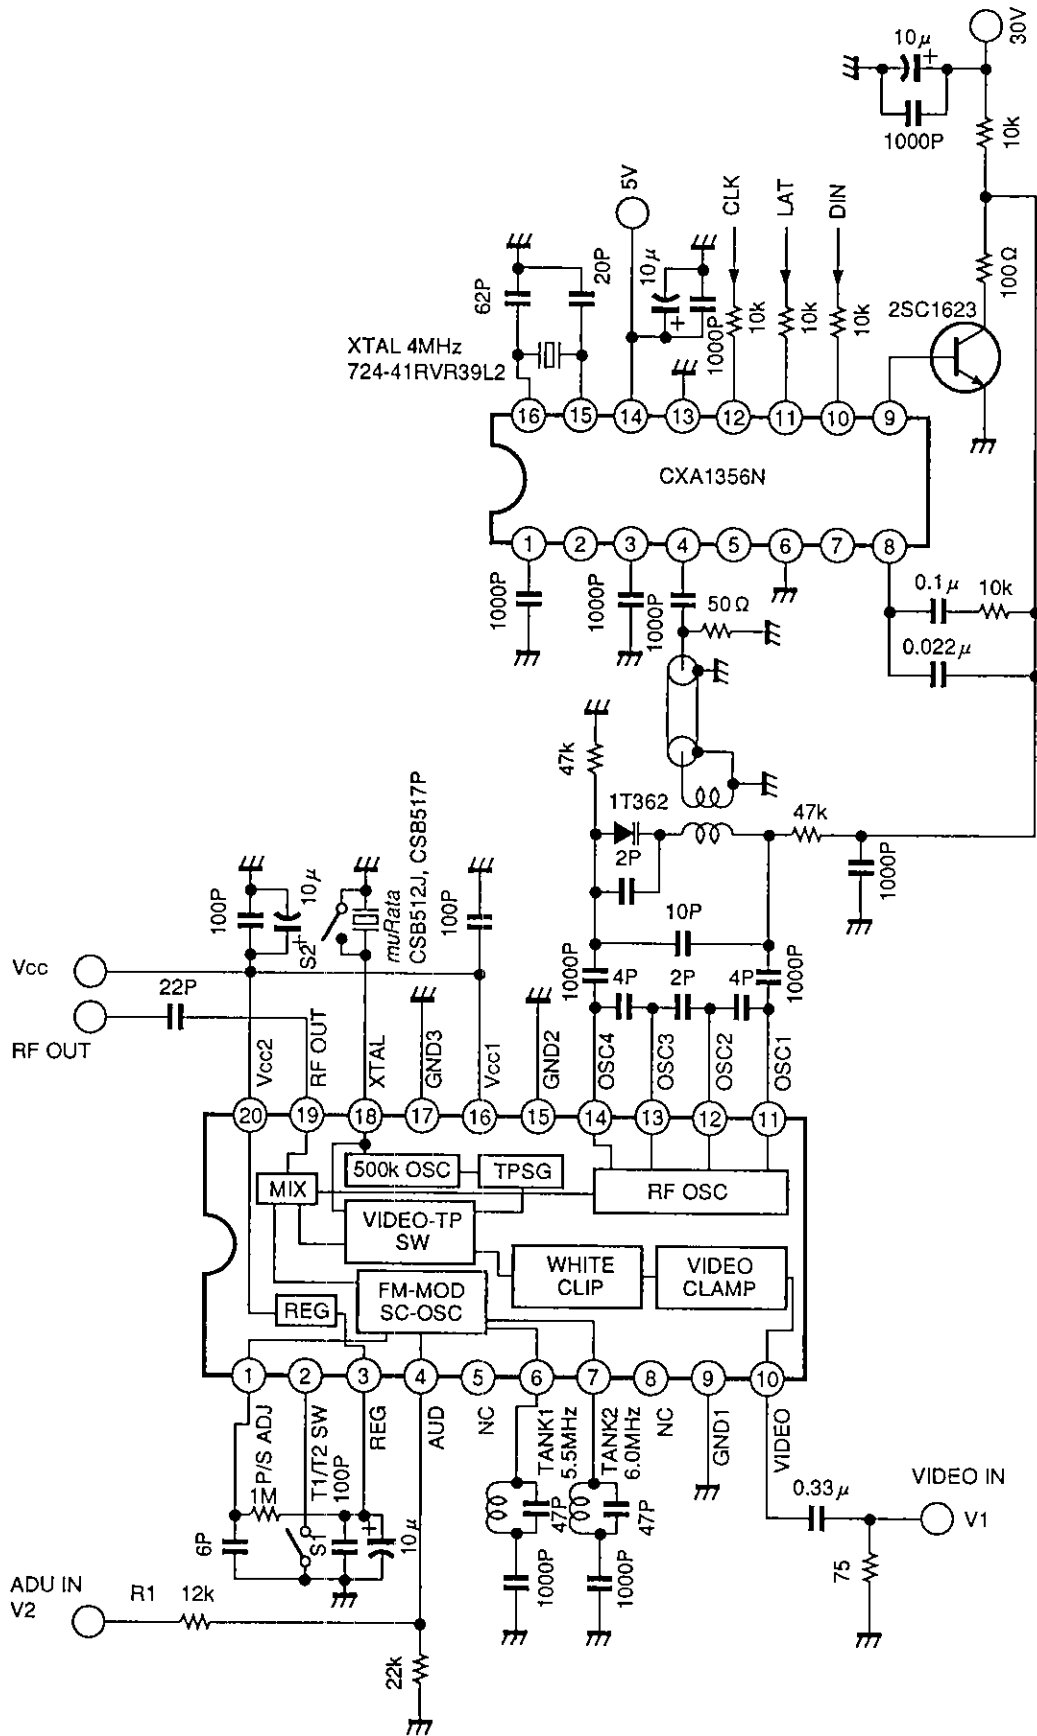 30V
10μ
+
1000P
10k
5V
CLK
LAT
DIN
62P
20P
10μ
+
1000P
10k
10k
10k
100Ω
2SC1623
XTAL 4MHz
724-41RVR39L2
16
15
14
13
12
11
10
9
CXA1356N
1
2
3
4
5
6
7
8
1000P
1000P
1000P
50Ω
0.1μ
10k
0.022μ
47k
1T362
2P
47k
1000P
10P
100P
10μ
+
S2
muRata
CSB512J, CSB517P
100P
Vcc
22P
RF OUT
1000P
4P
2P
4P
1000P
Vcc2
RF OUT
XTAL
GND3
Vcc1
GND2
OSC4
OSC3
OSC2
OSC1
20
19
18
17
16
15
14
13
12
11
500k OSC
TPSG
MIX
RF OSC
VIDEO-TP
SW
WHITE
CLIP
VIDEO
CLAMP
FM-MOD
SC-OSC
REG
1
2
3
4
5
6
7
8
9
10
P/S ADJ
T1/T2 SW
REG
AUD
NC
TANK1
5.5MHz
TANK2
6.0MHz
NC
GND1
VIDEO
1M
6P
S1
100P
+
10μ
47P
47P
1000P
1000P
0.33μ
VIDEO IN
V1
75
ADU IN
V2
R1
12k
22k